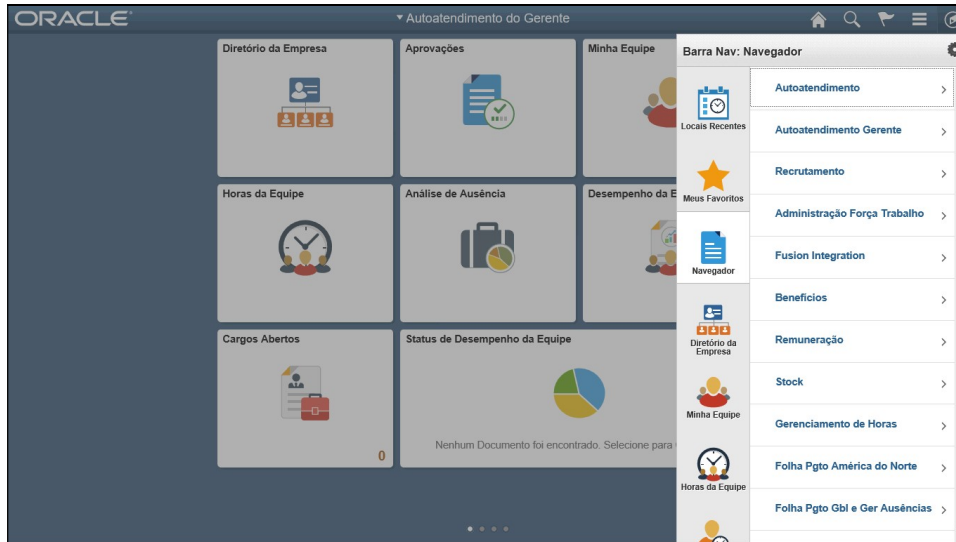 ORACLE
Autoatendimento do Gerente
Diretório da Empresa
Aprovações
Minha Equipe
Horas da Equipe
Análise de Ausência
Desempenho da E
Cargos Abertos
0
Status de Desempenho da Equipe
Nenhum Documento foi encontrado. Selecione para
Barra Nav: Navegador
Locais Recentes
Meus Favoritos
Navegador
Diretório da
Empresa
Minha Equipe
Horas da Equipe
Autoatendimento
Autoatendimento Gerente
Recrutamento
Administração Força Trabalho
Fusion Integration
Benefícios
Remuneração
Stock
Gerenciamento de Horas
Folha Pgto América do Norte
Folha Pgto Gbl e Ger Ausências